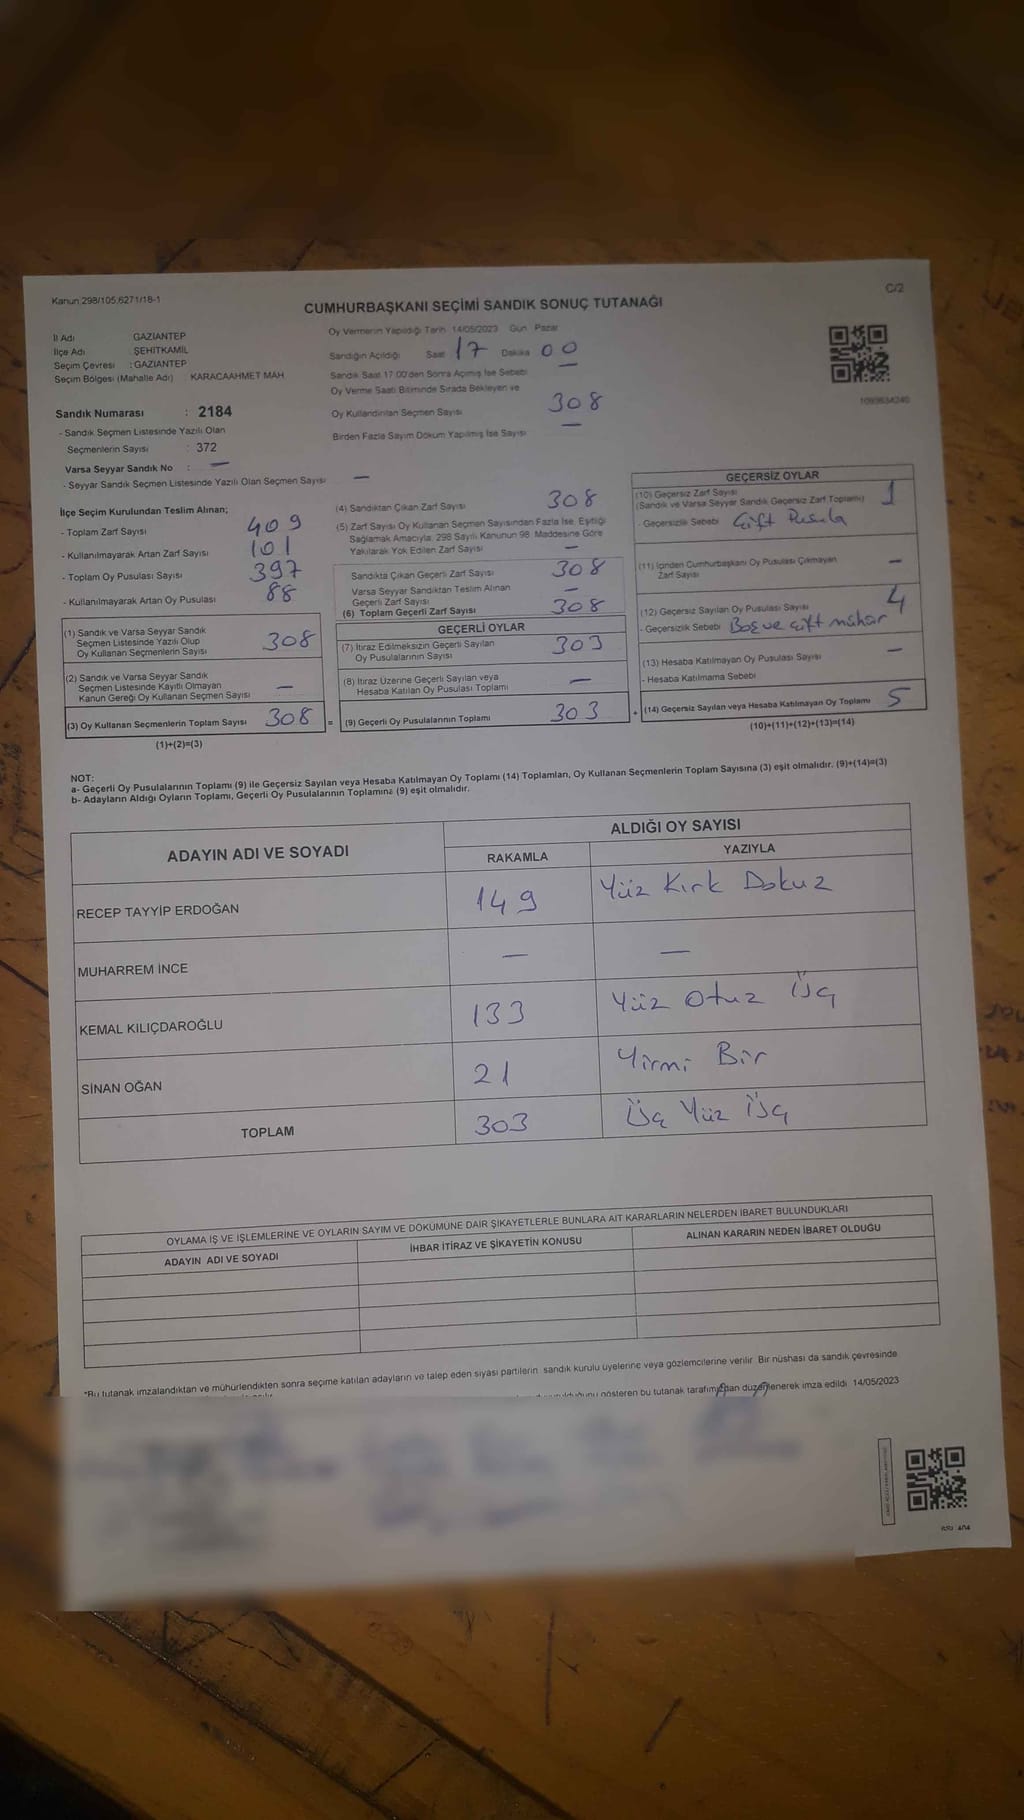 Kanun 298/105,6271/18-1
C/2
CUMHURBAŞKANI SEÇİMİ SANDIK SONUÇ TUTANAĞI
İl Adı GAZİANTEP
İlçe Adı : ŞEHİTKAMİL
Seçim Çevresi : GAZİANTEP
Seçim Bölgesi (Mahalle Adı) KARACAAHMET MAH
Sandık Numarası : 2184
- Sandık Seçmen Listesinde Yazılı Olan
Seçmenlerin Sayısı : 372
Varsa Seyyar Sandık No : —
- Seyyar Sandık Seçmen Listesinde Yazılı Olan Seçmen Sayısı —
Oy Vermenin Yapıldığı Tarih 14/05/2023 Gün Pazar
Sandığın Açıldığı Saat 17 Dakika 00
Sandık Saat 17:00'den Sonra Açılmış İse Sebebi —
Oy Verme Saati Bitiminde Sırada Bekleyen ve
Oy Kullandırılan Seçmen Sayısı 308
Birden Fazla Sayım Döküm Yapılmış İse Sayısı —
İlçe Seçim Kurulundan Teslim Alınan;
- Toplam Zarf Sayısı 409
- Kullanılmayarak Artan Zarf Sayısı 101
- Toplam Oy Pusulası Sayısı 397
- Kullanılmayarak Artan Oy Pusulası 88
(1) Sandık ve Varsa Seyyar Sandık
Seçmen Listesinde Yazılı Olup
Oy Kullanan Seçmenlerin Sayısı 308
(2) Sandık ve Varsa Seyyar Sandık
Seçmen Listesinde Kayıtlı Olmayan
Kanun Gereği Oy Kullanan Seçmen Sayısı —
(3) Oy Kullanan Seçmenlerin Toplam Sayısı 308 =
(1)+(2)=(3)
(4) Sandıktan Çıkan Zarf Sayısı 308
(5) Zarf Sayısı Oy Kullanan Seçmen Sayısından Fazla İse, Eşitliği
Sağlamak Amacıyla, 298 Sayılı Kanunun 98. Maddesine Göre
Yakılarak Yok Edilen Zarf Sayısı —
Sandıkta Çıkan Geçerli Zarf Sayısı 308
Varsa Seyyar Sandıktan Teslim Alınan
Geçerli Zarf Sayısı —
(6) Toplam Geçerli Zarf Sayısı 308
GEÇERLİ OYLAR
(7) İtiraz Edilmeksizin Geçerli Sayılan
Oy Pusulalarının Sayısı 303
(8) İtiraz Üzerine Geçerli Sayılan veya
Hesaba Katılan Oy Pusulası Toplamı —
(9) Geçerli Oy Pusulalarının Toplamı 303 +
GEÇERSİZ OYLAR
(10) Geçersiz Zarf Sayısı
(Sandık ve Varsa Seyyar Sandık Geçersiz Zarf Toplamı) 1
- Geçersizlik Sebebi Çift Pusula
(11) İçinden Cumhurbaşkanı Oy Pusulası Çıkmayan
Zarf Sayısı —
(12) Geçersiz Sayılan Oy Pusulası Sayısı 4
- Geçersizlik Sebebi Boş ve çift mühür
(13) Hesaba Katılmayan Oy Pusulası Sayısı —
- Hesaba Katılmama Sebebi
(14) Geçersiz Sayılan veya Hesaba Katılmayan Oy Toplamı 5
(10)+(11)+(12)+(13)=(14)
NOT:
a- Geçerli Oy Pusulalarının Toplamı (9) ile Geçersiz Sayılan veya Hesaba Katılmayan Oy Toplamı (14) Toplamları, Oy Kullanan Seçmenlerin Toplam Sayısına (3) eşit olmalıdır. (9)+(14)=(3)
b- Adayların Aldığı Oyların Toplamı, Geçerli Oy Pusulalarının Toplamına (9) eşit olmalıdır.
ADAYIN ADI VE SOYADI
ALDIĞI OY SAYISI
RAKAMLA YAZIYLA
RECEP TAYYİP ERDOĞAN 149 Yüz Kırk Dokuz
MUHARREM İNCE — —
KEMAL KILIÇDAROĞLU 133 Yüz Otuz Üç
SİNAN OĞAN 21 Yirmi Bir
TOPLAM 303 Üç Yüz Üç
OYLAMA İŞ VE İŞLEMLERİNE VE OYLARIN SAYIM VE DÖKÜMÜNE DAİR ŞİKAYETLERLE BUNLARA AİT KARARLARIN NELERDEN İBARET BULUNDUKLARI
ADAYIN ADI VE SOYADI İHBAR İTİRAZ VE ŞİKAYETİN KONUSU ALINAN KARARIN NEDEN İBARET OLDUĞU
*Bu tutanak imzalandıktan ve mühürlendikten sonra seçime katılan adayların ve talep eden siyasi partilerin sandık kurulu üyelerine veya gözlemcilerine verilir. Bir nüshası da sandık çevresinde
gösteren bu tutanak tarafımızdan düzenlenerek imza edildi. 14/05/2023